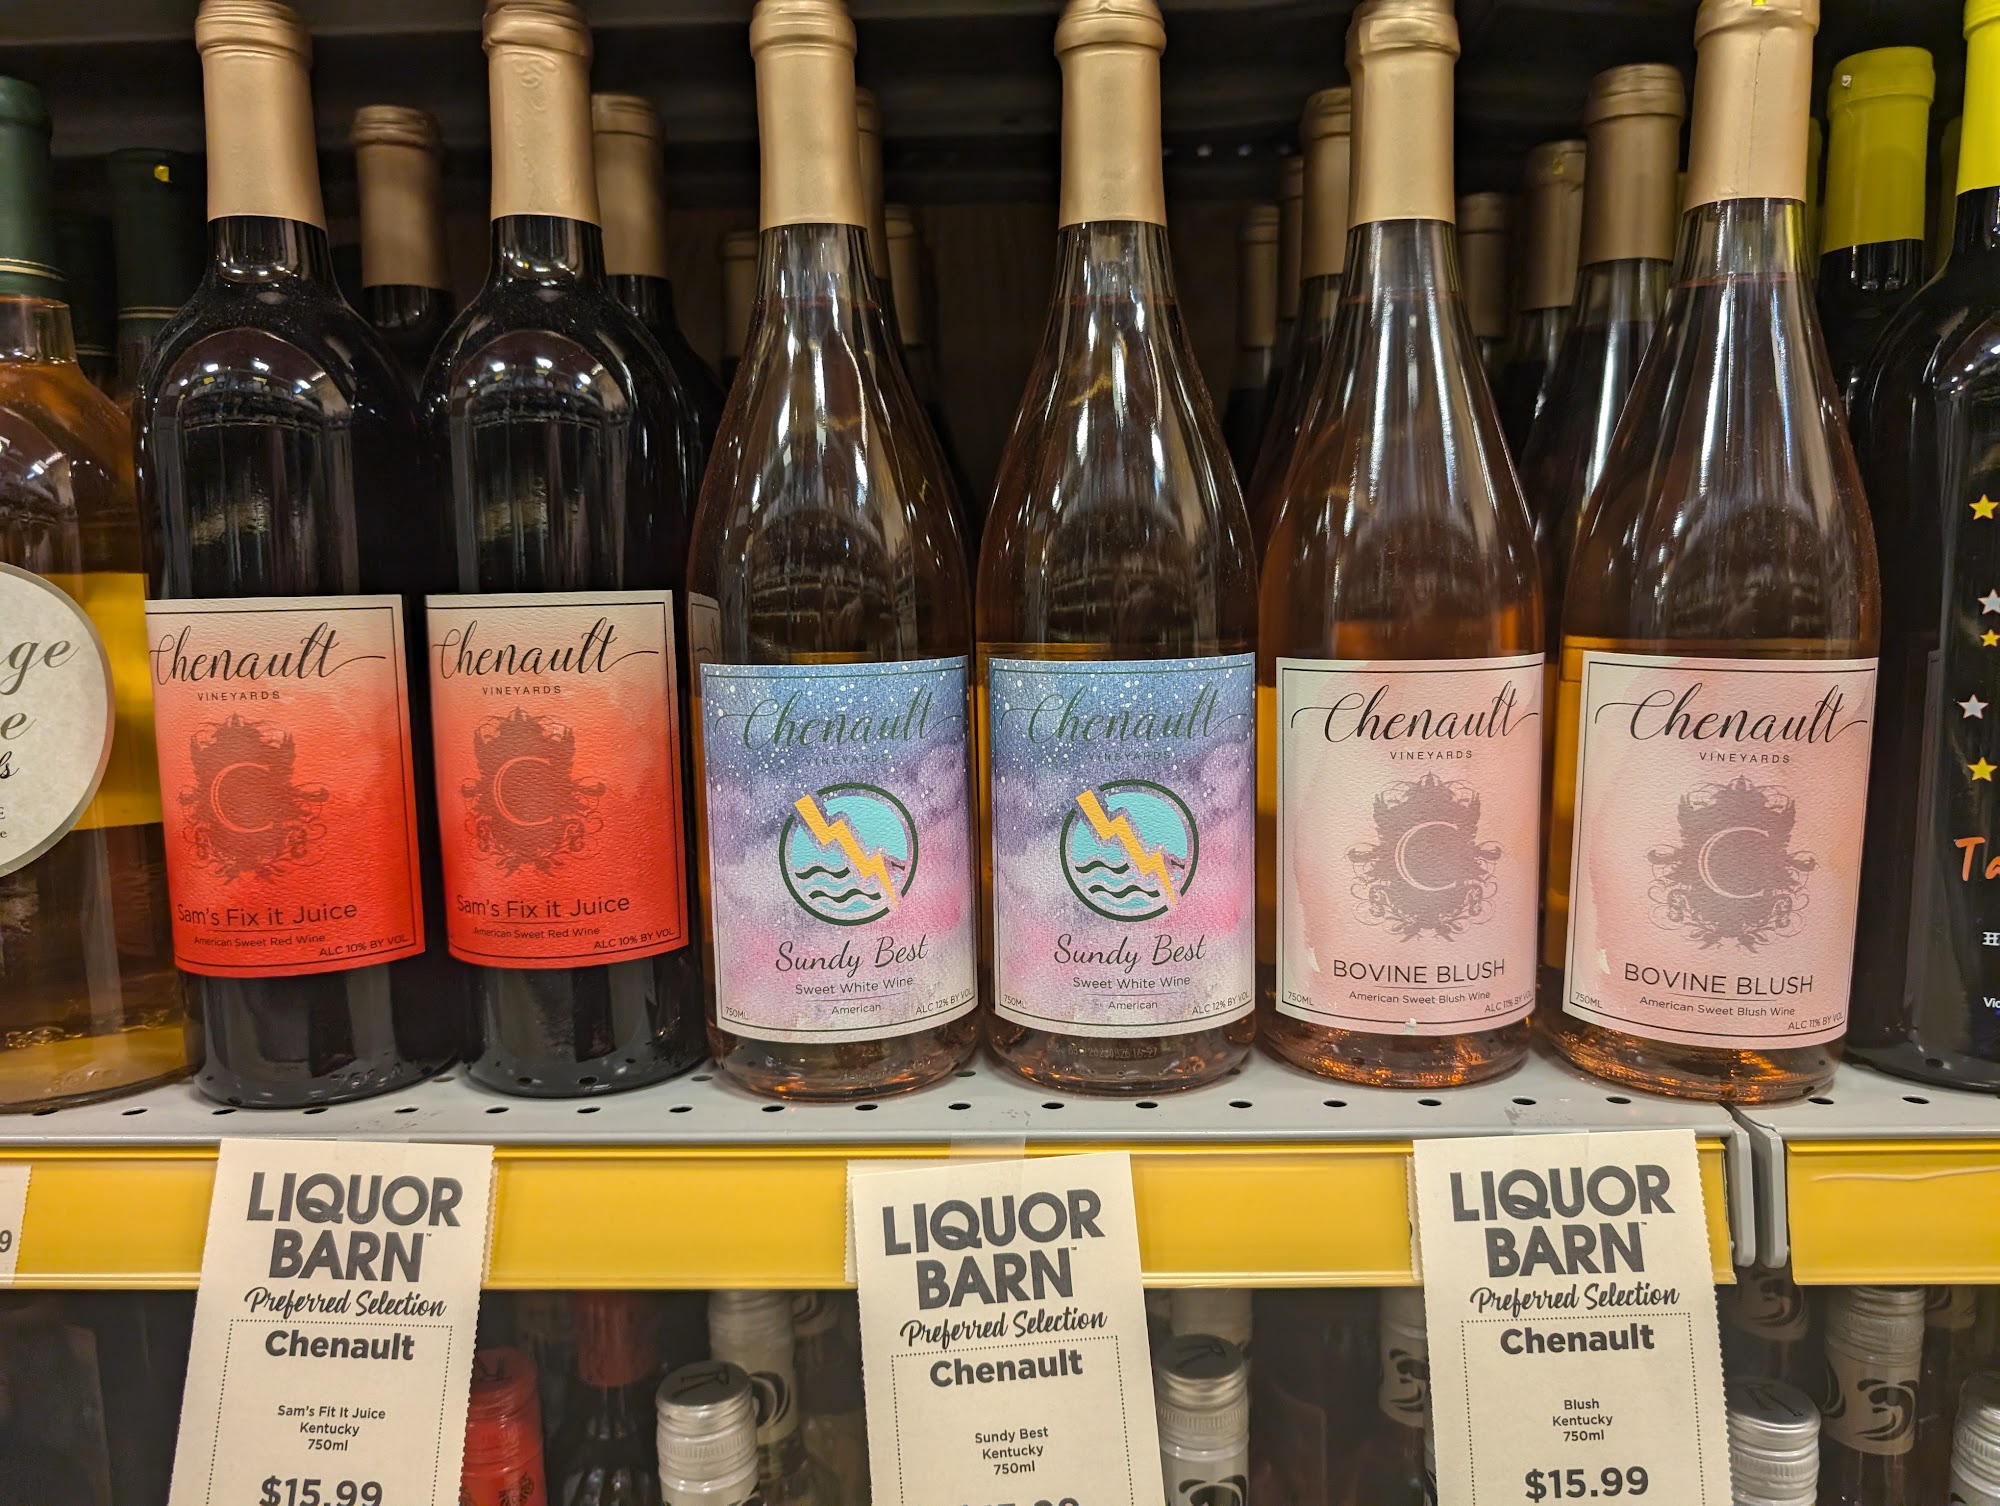 Chenault
VINEYARDS
C
Sam's Fix it Juice
American Sweet Red Wine
ALC 10% BY VOL
Chenault
VINEYARDS
C
Sam's Fix it Juice
American Sweet Red Wine
ALC 10% BY VOL
Chenault
VINEYARDS
Sundy Best
Sweet White Wine
American
750ML
ALC 12% BY VOL
Chenault
VINEYARDS
Sundy Best
Sweet White Wine
American
750ML
ALC 12% BY VOL
Chenault
VINEYARDS
C
BOVINE BLUSH
American Sweet Blush Wine
750ML
ALC 11% BY VOL
Chenault
VINEYARDS
C
BOVINE BLUSH
American Sweet Blush Wine
750ML
ALC 11% BY VOL
LIQUOR
BARN
Preferred Selection
Chenault
Sam's Fit It Juice
Kentucky
750ml
$15.99
LIQUOR
BARN
Preferred Selection
Chenault
Sundy Best
Kentucky
750ml
LIQUOR
BARN
Preferred Selection
Chenault
Blush
Kentucky
750ml
$15.99